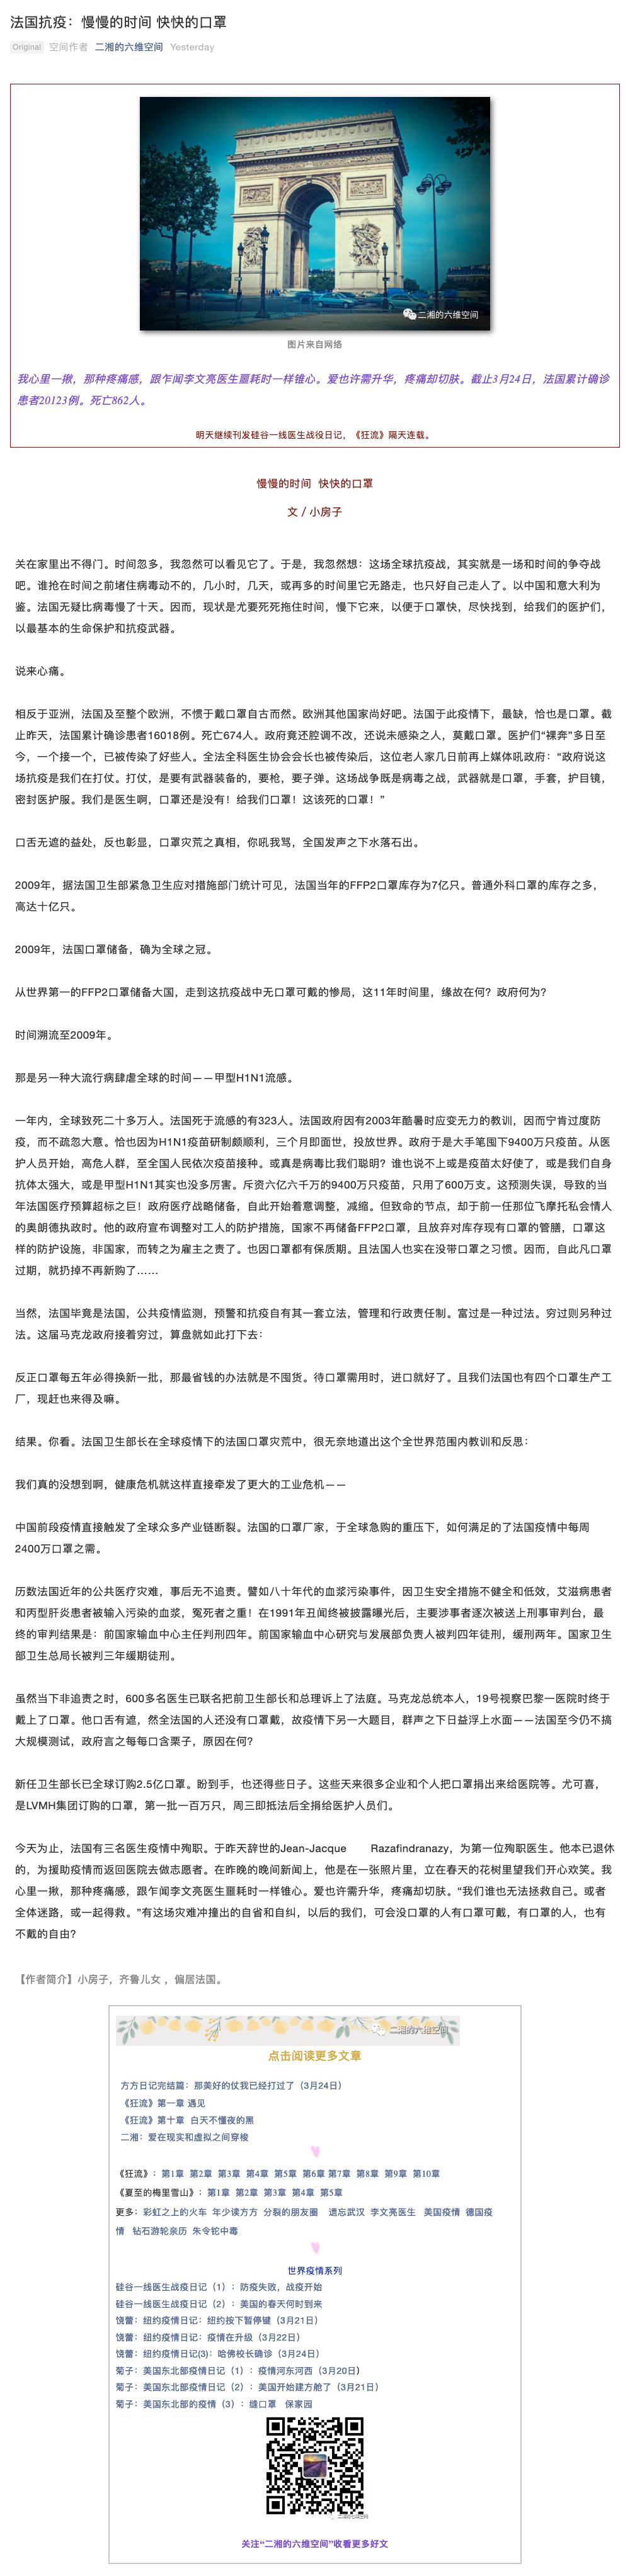 法国抗疫：慢慢的时间 快快的口罩
Original 空间作者 二湘的六维空间 Yesterday
二湘的六维空间
图片来自网络
我心里一揪，那种疼痛感，跟乍闻李文亮医生噩耗时一样锥心。爱也许需升华，疼痛却切肤。截止3月24日，法国累计确诊
患者20123例。死亡862人。
明天继续刊发硅谷一线医生战役日记，《狂流》隔天连载。
慢慢的时间 快快的口罩
文 / 小房子
关在家里出不得门。时间忽多，我忽然可以看见它了。于是，我忽然想：这场全球抗疫战，其实就是一场和时间的争夺战
吧。谁抢在时间之前堵住病毒动不的，几小时，几天，或再多的时间里它无路走，也只好自己走人了。以中国和意大利为
鉴。法国无疑比病毒慢了十天。因而，现状是尤要死死拖住时间，慢下它来，以便于口罩快，尽快找到，给我们的医护们，
以最基本的生命保护和抗疫武器。
说来心痛。
相反于亚洲，法国及至整个欧洲，不惯于戴口罩自古而然。欧洲其他国家尚好吧。法国于此疫情下，最缺，恰也是口罩。截
止昨天，法国累计确诊患者16018例。死亡674人。政府竟还腔调不改，还说未感染之人，莫戴口罩。医护们“裸奔”多日至
今，一个接一个，已被传染了好些人。全法全科医生协会会长也被传染后，这位老人家几日前再上媒体吼政府：“政府说这
场抗疫是我们在打仗。打仗，是要有武器装备的，要枪，要子弹。这场战争既是病毒之战，武器就是口罩，手套，护目镜，
密封医护服。我们是医生啊，口罩还是没有！给我们口罩！这该死的口罩！”
口舌无遮的益处，反也彰显，口罩灾荒之真相，你吼我骂，全国发声之下水落石出。
2009年，据法国卫生部紧急卫生应对措施部门统计可见，法国当年的FFP2口罩库存为7亿只。普通外科口罩的库存之多，
高达十亿只。
2009年，法国口罩储备，确为全球之冠。
从世界第一的FFP2口罩储备大国，走到这抗疫战中无口罩可戴的惨局，这11年时间里，缘故在何？政府何为？
时间溯流至2009年。
那是另一种大流行病肆虐全球的时间——甲型H1N1流感。
一年内，全球致死二十多万人。法国死于流感的有323人。法国政府因有2003年酷暑时应变无力的教训，因而宁肯过度防
疫，而不疏忽大意。恰也因为H1N1疫苗研制颇顺利，三个月即面世，投放世界。政府于是大手笔囤下9400万只疫苗。从医
护人员开始，高危人群，至全国人民依次疫苗接种。或真是病毒比我们聪明？谁也说不上或是疫苗太好使了，或是我们自身
抗体太强大，或是甲型H1N1其实也没多厉害。斥资六亿六千万的9400万只疫苗，只用了600万支。这预测失误，导致的当
年法国医疗预算超标之巨！政府医疗战略储备，自此开始着意调整，减缩。但致命的节点，却于前一任那位飞摩托私会情人
的奥朗德执政时。他的政府宣布调整对工人的防护措施，国家不再储备FFP2口罩，且放弃对库存现有口罩的管膳，口罩这
样的防护设施，非国家，而转之为雇主之责了。也因口罩都有保质期。且法国人也实在没带口罩之习惯。因而，自此凡口罩
过期，就扔掉不再新购了……
当然，法国毕竟是法国，公共疫情监测，预警和抗疫自有其一套立法，管理和行政责任制。富过是一种过法。穷过则另种过
法。这届马克龙政府接着穷过，算盘就如此打下去：
反正口罩每五年必得换新一批，那最省钱的办法就是不囤货。待口罩需用时，进口就好了。且我们法国也有四个口罩生产工
厂，现赶也来得及嘛。
结果。你看。法国卫生部长在全球疫情下的法国口罩灾荒中，很无奈地道出这个全世界范围内教训和反思：
我们真的没想到啊，健康危机就这样直接牵发了更大的工业危机——
中国前段疫情直接触发了全球众多产业链断裂。法国的口罩厂家，于全球急购的重压下，如何满足的了法国疫情中每周
2400万口罩之需。
历数法国近年的公共医疗灾难，事后无不追责。譬如八十年代的血浆污染事件，因卫生安全措施不健全和低效，艾滋病患者
和丙型肝炎患者被输入污染的血浆，冤死者之重！在1991年丑闻终被披露曝光后，主要涉事者逐次被送上刑事审判台，最
终的审判结果是：前国家输血中心主任判刑四年。前国家输血中心研究与发展部负责人被判四年徒刑，缓刑两年。国家卫生
部卫生总局长被判三年缓期徒刑。
虽然当下非追责之时，600多名医生已联名把前卫生部长和总理诉上了法庭。马克龙总统本人，19号视察巴黎一医院时终于
戴上了口罩。他口舌有遮，然全法国的人还没有口罩戴，故疫情下另一大题目，群声之下日益浮上水面——法国至今仍不搞
大规模测试，政府言之每每口含栗子，原因在何？
新任卫生部长已全球订购2.5亿口罩。盼到手，也还得些日子。这些天来很多企业和个人把口罩捐出来给医院等。尤可喜，
是LVMH集团订购的口罩，第一批一百万只，周三即抵法后全捐给医护人员们。
今天为止，法国有三名医生疫情中殉职。于昨天辞世的Jean-Jacque Razafindranazy，为第一位殉职医生。他本已退休
的，为援助疫情而返回医院去做志愿者。在昨晚的晚间新闻上，他是在一张照片里，立在春天的花树里望我们开心欢笑。我
心里一揪，那种疼痛感，跟乍闻李文亮医生噩耗时一样锥心。爱也许需升华，疼痛却切肤。“我们谁也无法拯救自己。或者
全体迷路，或一起得救。”有这场灾难冲撞出的自省和自纠，以后的我们，可会没口罩的人有口罩可戴，有口罩的人，也有
不戴的自由？
【作者简介】小房子，齐鲁儿女 ，偏居法国。
二湘的六维空间
点击阅读更多文章
方方日记完结篇：那美好的仗我已经打过了（3月24日）
《狂流》第一章 遇见
《狂流》第十章 白天不懂夜的黑
二湘：爱在现实和虚拟之间穿梭
《狂流》：第1章 第2章 第3章 第4章 第5章 第6章 第7章 第8章 第9章 第10章
《夏至的梅里雪山》：第1章 第2章 第3章 第4章 第5章
更多：彩虹之上的火车 年少读方方 分裂的朋友圈 遗忘武汉 李文亮医生 美国疫情 德国疫
情 钻石游轮亲历 朱令铊中毒
世界疫情系列
硅谷一线医生战疫日记（1）：防疫失败，战疫开始
硅谷一线医生战疫日记（2）：美国的春天何时到来
饶蕾：纽约疫情日记：纽约按下暂停键（3月21日）
饶蕾：纽约疫情日记：疫情在升级（3月22日）
饶蕾：纽约疫情日记(3)：哈佛校长确诊（3月24日）
菊子：美国东北部疫情日记（1）：疫情河东河西（3月20日）
菊子：美国东北部疫情日记（2）：美国开始建方舱了（3月21日）
菊子：美国东北部的疫情（3）：缝口罩 保家园
二湘的六维空间
关注“二湘的六维空间”收看更多好文